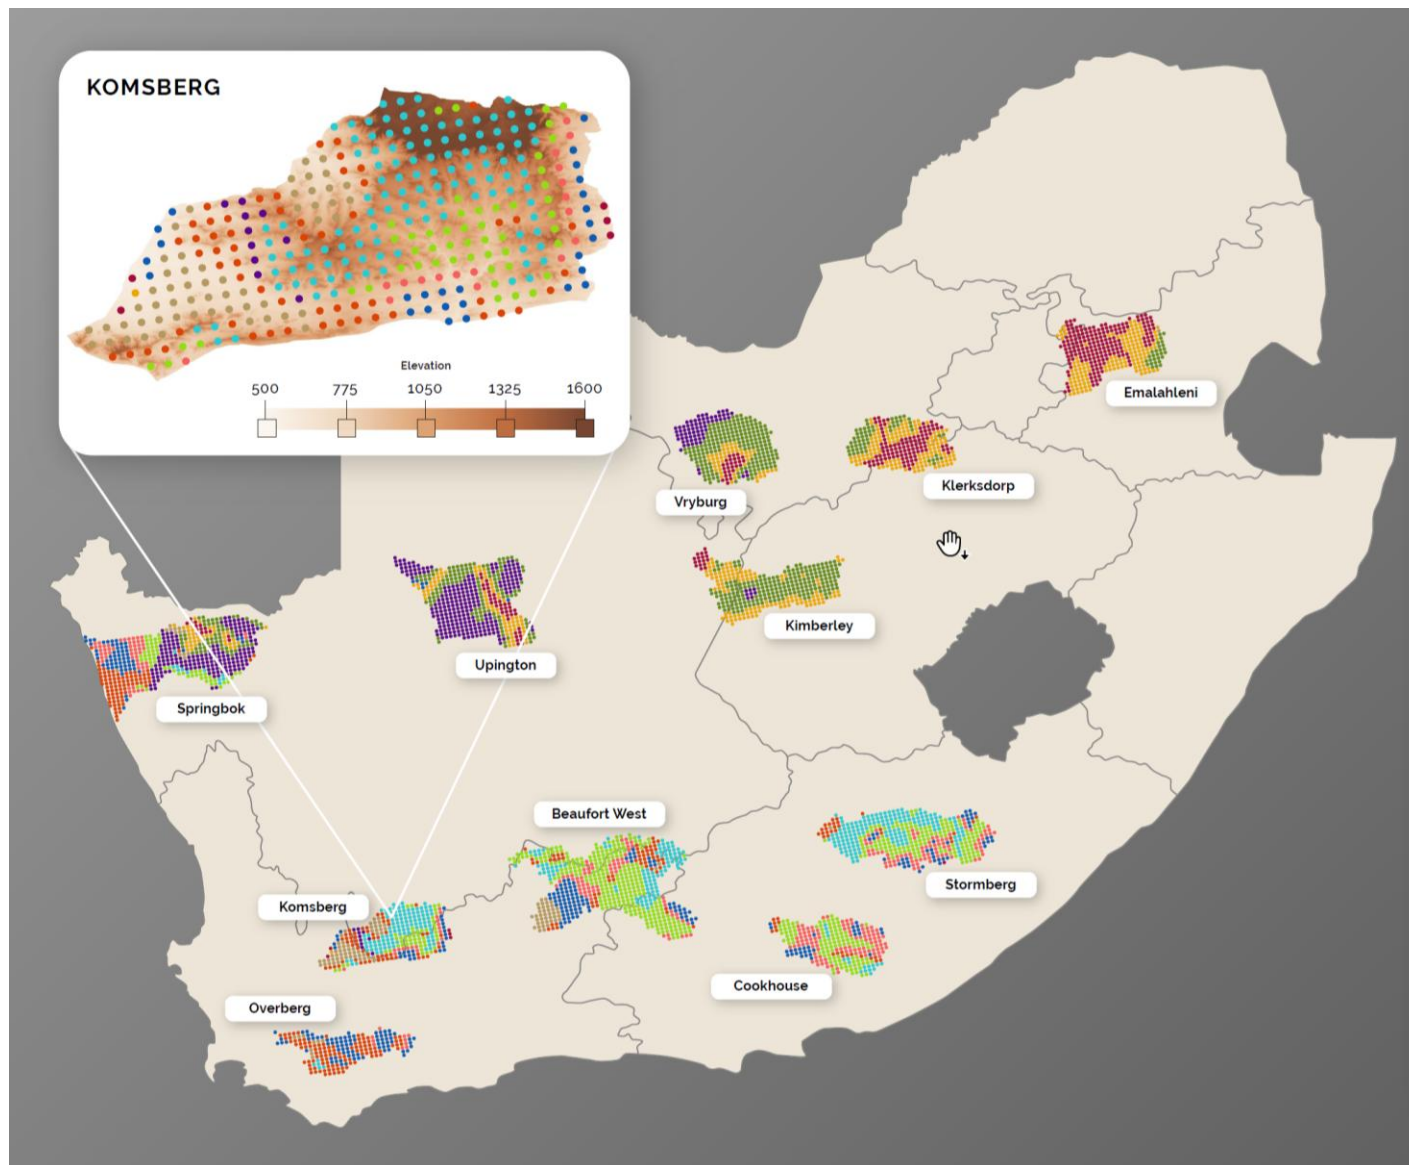 KOMSBERG
Elevation
500 775 1050 1325 1600
Emalahleni
Klerksdorp
Vryburg
Kimberley
Upington
Springbok
Beaufort West
Stormberg
Komsberg
Cookhouse
Overberg